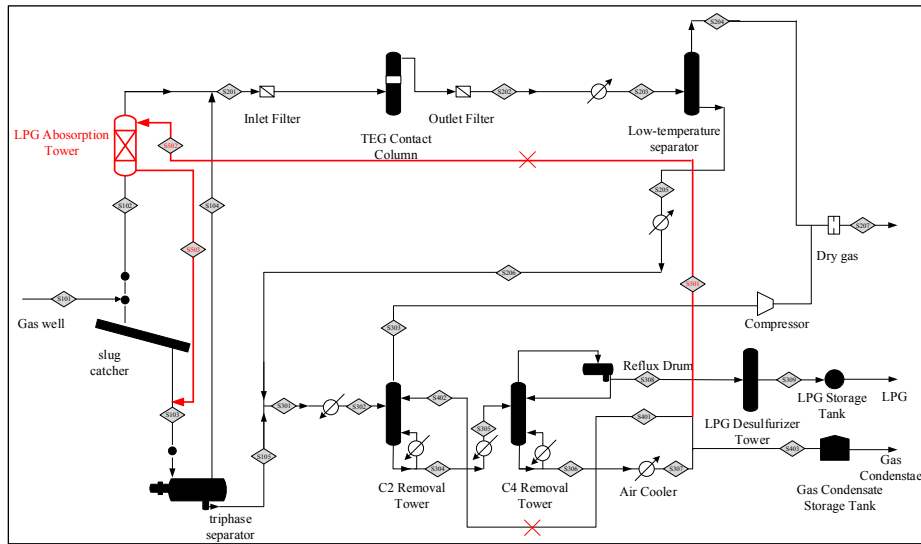 S204
S201
S202
S203
Inlet Filter
Outlet Filter
TEG Contact
Column
Low-temperature
separator
LPG Abosorption
Tower
S502
S102
S104
S503
S205
S207
Dry gas
S206
S101
Gas well
S501
S303
Compressor
slug
catcher
Reflux Drum
S308
S309
LPG
LPG Storage
Tank
LPG Desulfurizer
Tower
S103
S301
S302
S402
S305
S401
S105
S304
S306
S307
S403
Gas
Condenstae
C2 Removal
Tower
C4 Removal
Tower
Air Cooler
Gas Condensate
Storage Tank
triphase
separator